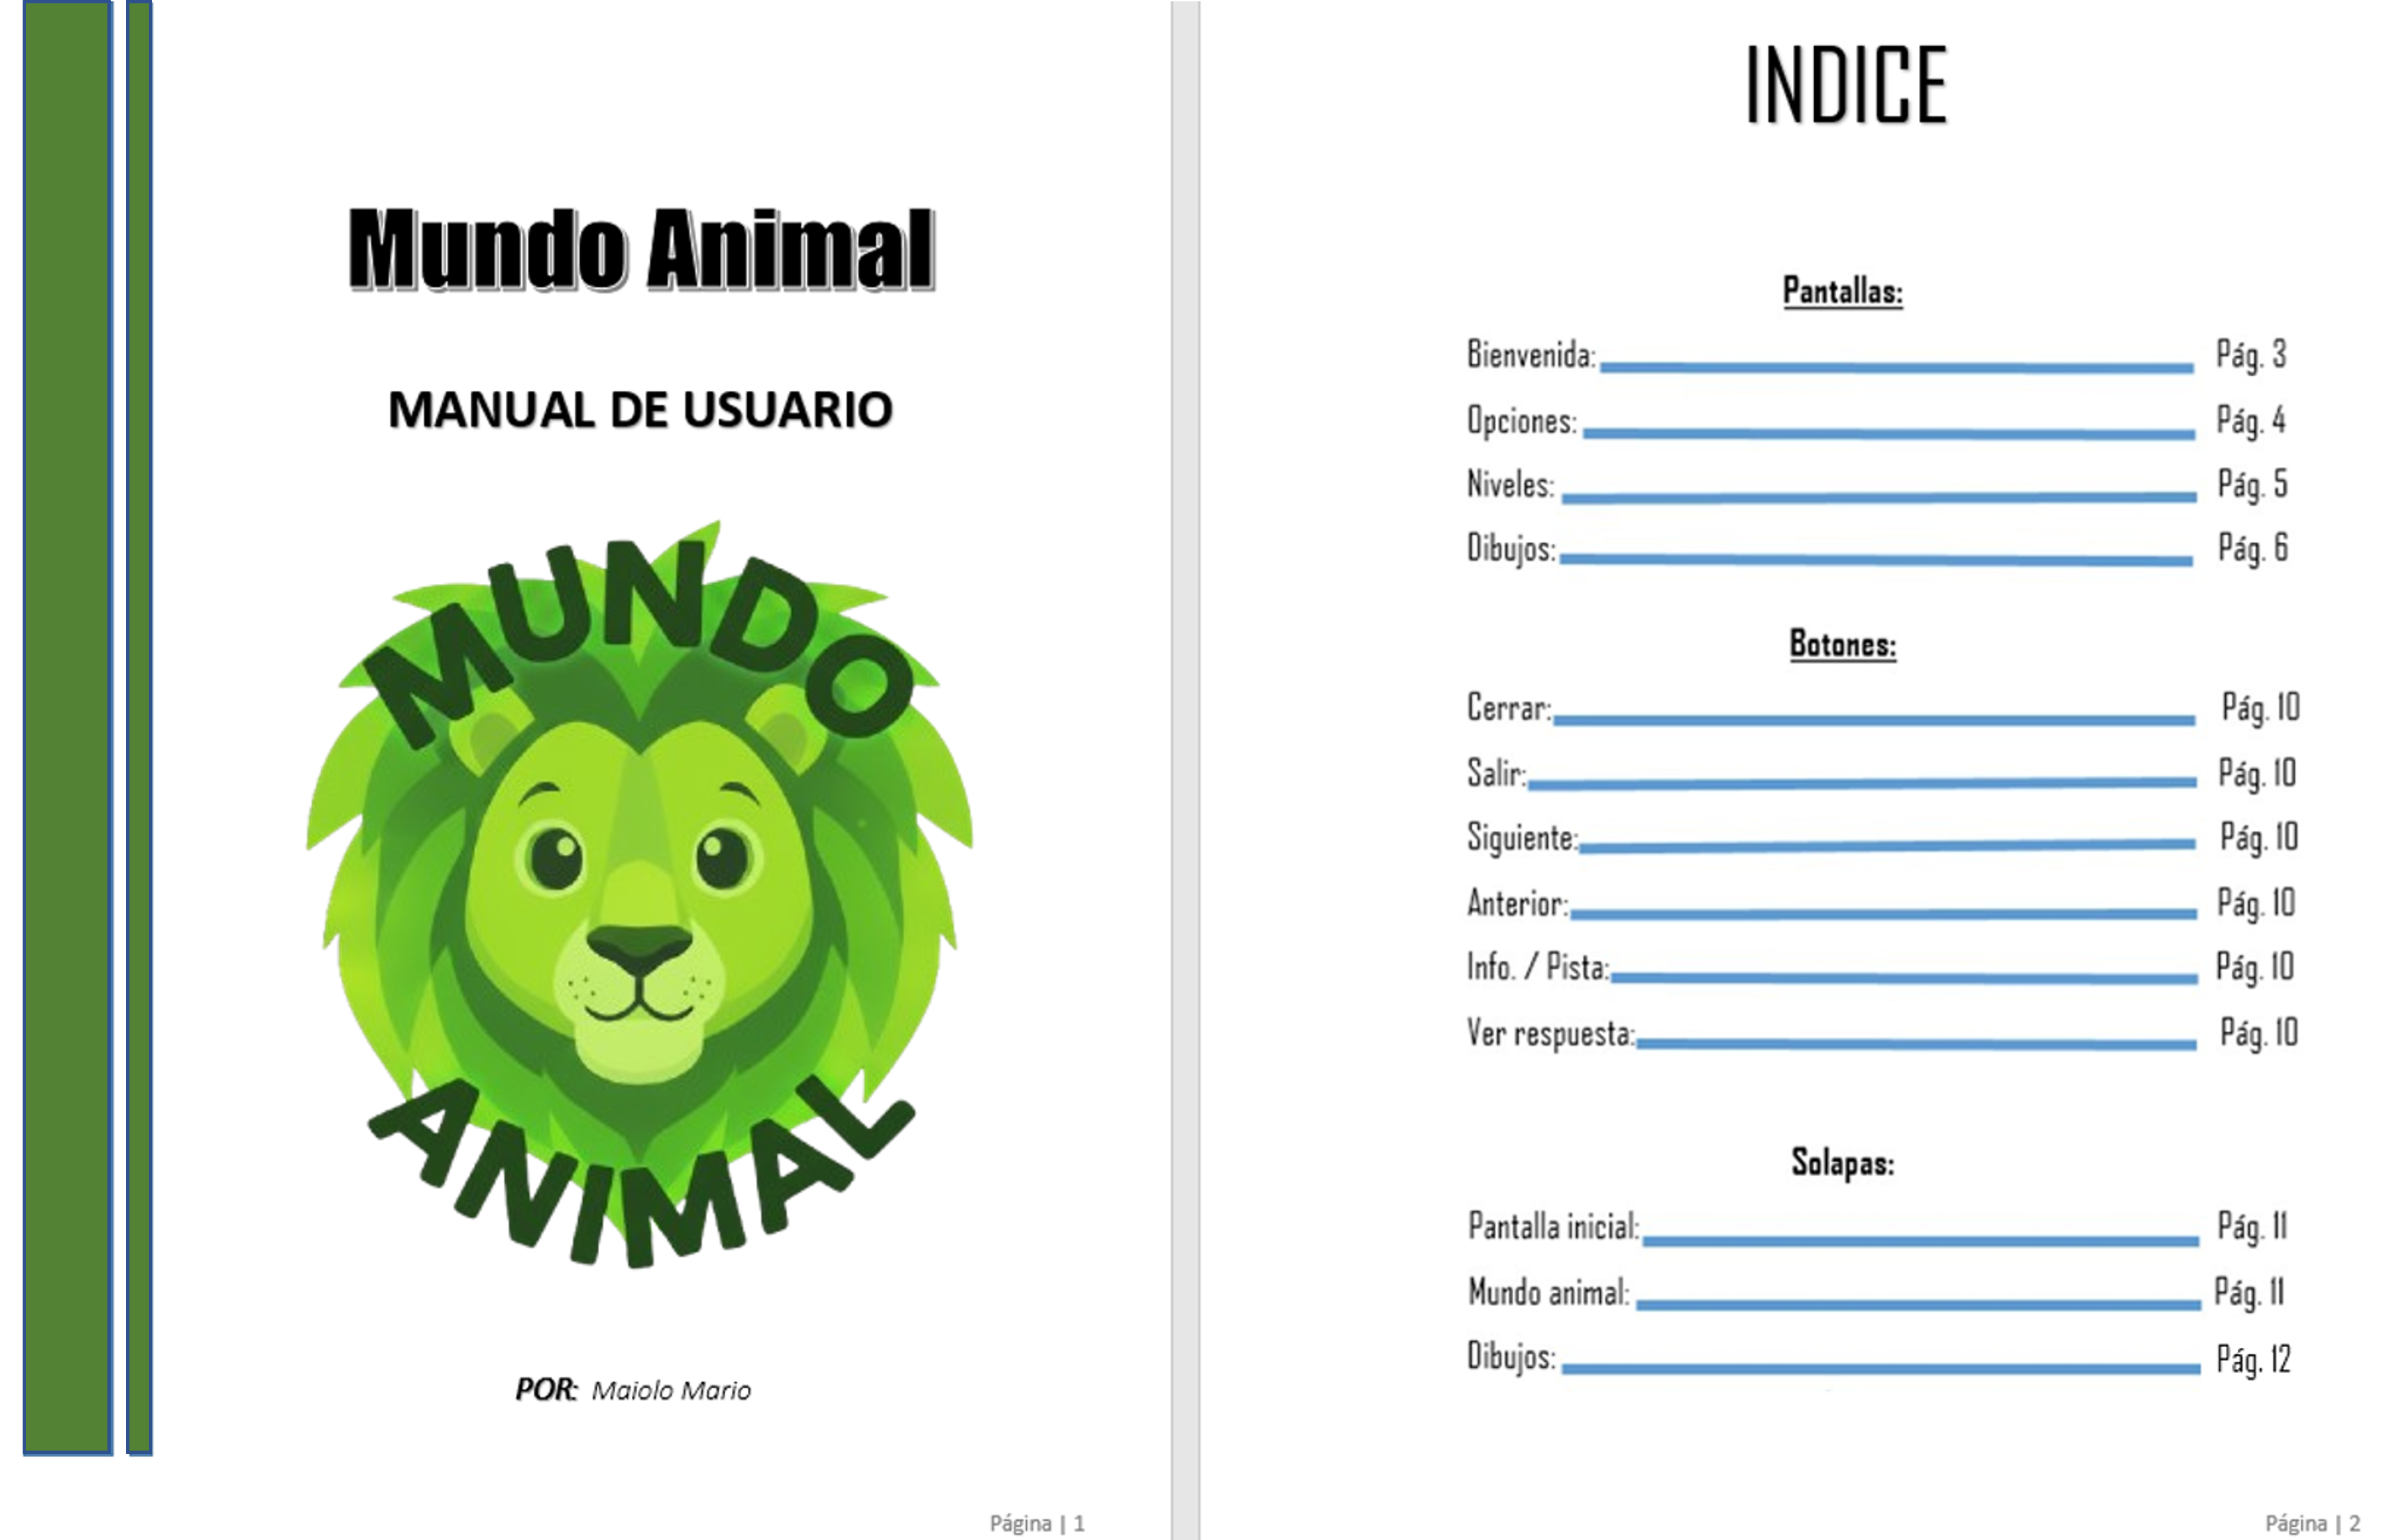 Mundo Animal
MANUAL DE USUARIO
MUNDO
ANIMAL
POR: Maiolo Mario
Página | 1
INDICE
Pantallas:
Bienvenida: Pág. 3
Opciones: Pág. 4
Niveles: Pág. 5
Dibujos: Pág. 6
Botones:
Cerrar: Pág. 10
Salir: Pág. 10
Siguiente: Pág. 10
Anterior: Pág. 10
Info. / Pista: Pág. 10
Ver respuesta: Pág. 10
Solapas:
Pantalla inicial: Pág. 11
Mundo animal: Pág. 11
Dibujos: Pág. 12
Página | 2